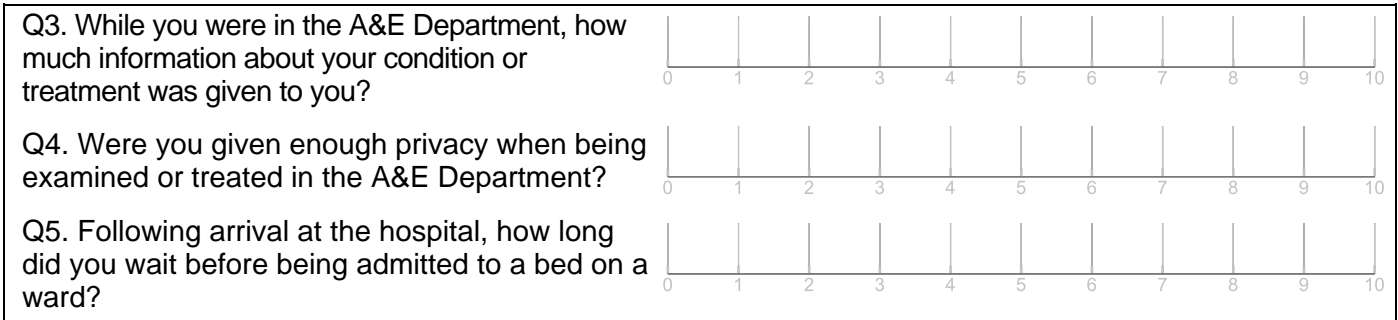 Q3. While you were in the A&E Department, how
much information about your condition or
treatment was given to you?
0 1 2 3 4 5 6 7 8 9 10
Q4. Were you given enough privacy when being
examined or treated in the A&E Department?
0 1 2 3 4 5 6 7 8 9 10
Q5. Following arrival at the hospital, how long
did you wait before being admitted to a bed on a
ward?
0 1 2 3 4 5 6 7 8 9 10